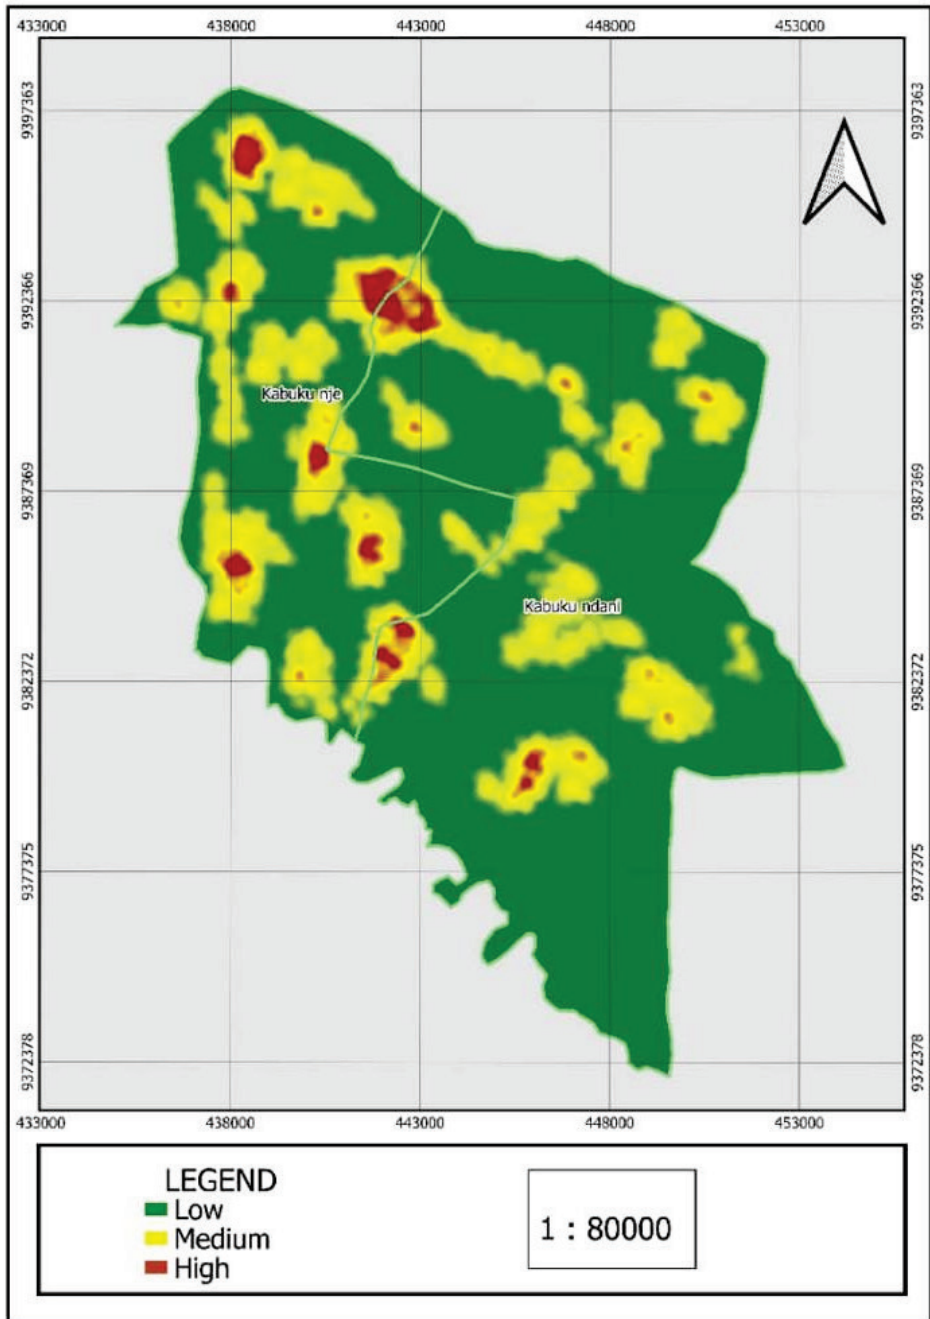 433000 438000 443000 448000 453000
9397363 9397363
9392366 9392366
Kabuku nje
9387369 9387369
Kabuku ndani
9382372 9382372
9377375 9377375
9372378 9372378
433000 438000 443000 448000 453000
LEGEND
Low
Medium
High
1 : 80000